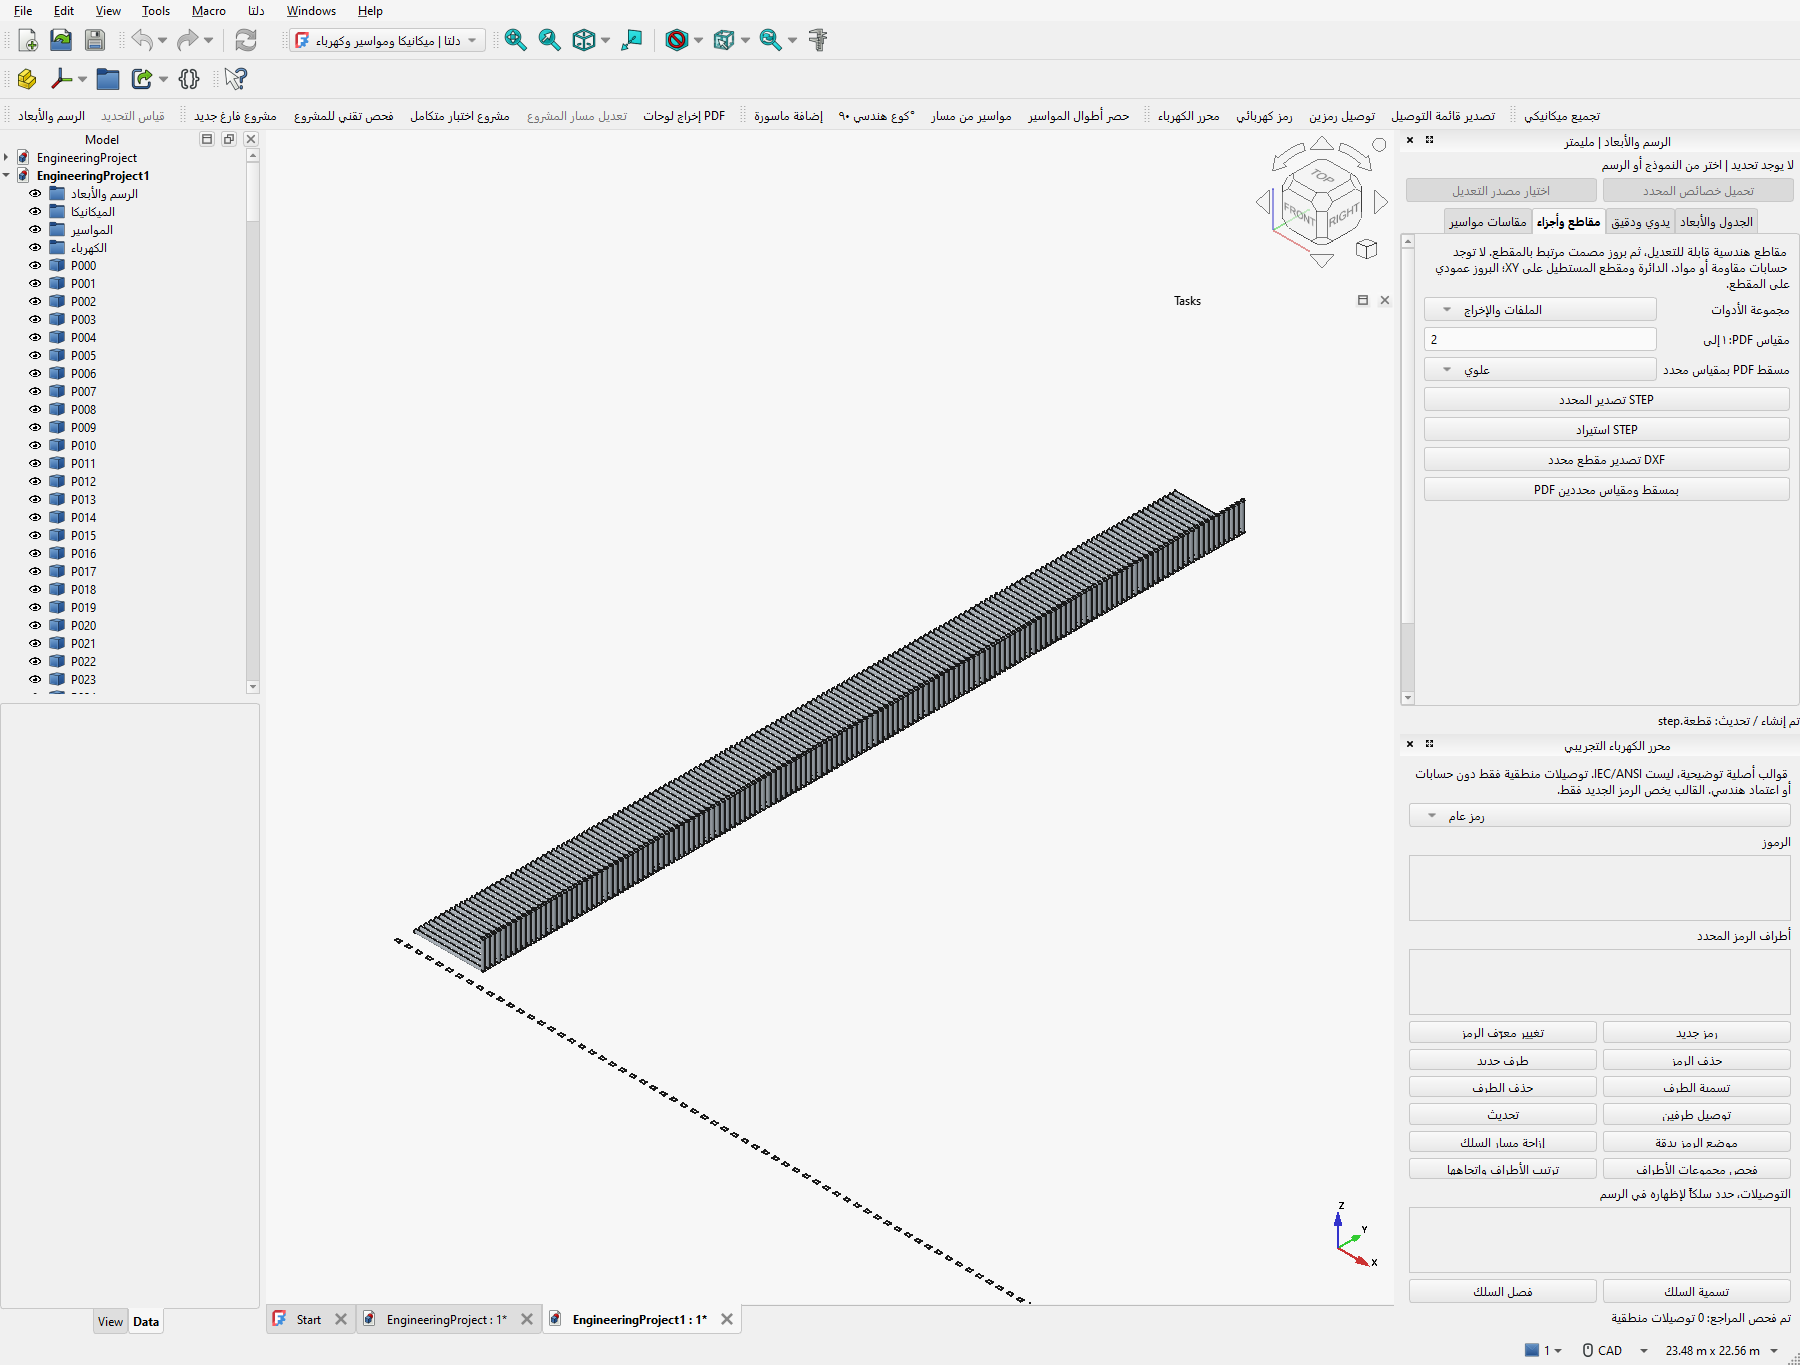 File Edit View Tools Macro دلتا Windows Help
دلتا | ميكانيكا ومواسير وكهرباء
الرسم والأبعاد
قياس التحديد
مشروع فارغ جديد
فحص تقني للمشروع
مشروع اختبار متكامل
تعديل مسار المشروع
إخراج لوحات PDF
إضافة ماسورة
كوع هندسي ٩٠°
مواسير من مسار
حصر أطوال المواسير
محرر الكهرباء
رمز كهربائي
توصيل رمزين
تصدير قائمة التوصيل
تجميع ميكانيكي
Model
EngineeringProject
EngineeringProject1
الرسم والأبعاد
الميكانيكا
المواسير
الكهرباء
P000
P001
P002
P003
P004
P005
P006
P007
P008
P009
P010
P011
P012
P013
P014
P015
P016
P017
P018
P019
P020
P021
P022
P023
View Data
TOP
FRONT
RIGHT
Tasks
Z
Y
X
Start
EngineeringProject : 1*
EngineeringProject1 : 1*
الرسم والأبعاد | مليمتر
لا يوجد تحديد | اختر من النموذج أو الرسم
تحميل خصائص المحدد
اختيار مصدر التعديل
الجدول والأبعاد
يدوي ودقيق
مقاطع وأجزاء
مقاسات مواسير
مقاطع هندسية قابلة للتعديل، ثم بروز مصمت مرتبط بالمقطع. لا توجد
حسابات مقاومة أو مواد. الدائرة ومقطع المستطيل على XY؛ البروز عمودي
على المقطع.
مجموعة الأدوات
الملفات والإخراج
مقياس PDF:١ إلى
2
مسقط PDF بمقياس محدد
علوي
تصدير المحدد STEP
استيراد STEP
تصدير مقطع محدد DXF
PDF بمسقط ومقياس محددين
تم إنشاء / تحديث: قطعة.step
محرر الكهرباء التجريبي
قوالب أصلية توضيحية، ليست IEC/ANSI. توصيلات منطقية فقط دون حسابات
أو اعتماد هندسي. القالب يخص الرمز الجديد فقط.
رمز عام
الرموز
أطراف الرمز المحدد
رمز جديد
تغيير معرّف الرمز
حذف الرمز
طرف جديد
تسمية الطرف
حذف الطرف
توصيل طرفين
تحديث
موضع الرمز بدقة
إزاحة مسار السلك
فحص مجموعات الأطراف
ترتيب الأطراف واتجاهها
التوصيلات، حدد سلكاً لإظهاره في الرسم
تسمية السلك
فصل السلك
تم فحص المراجع: 0 توصيلات منطقية
1
CAD
23.48 m x 22.56 m